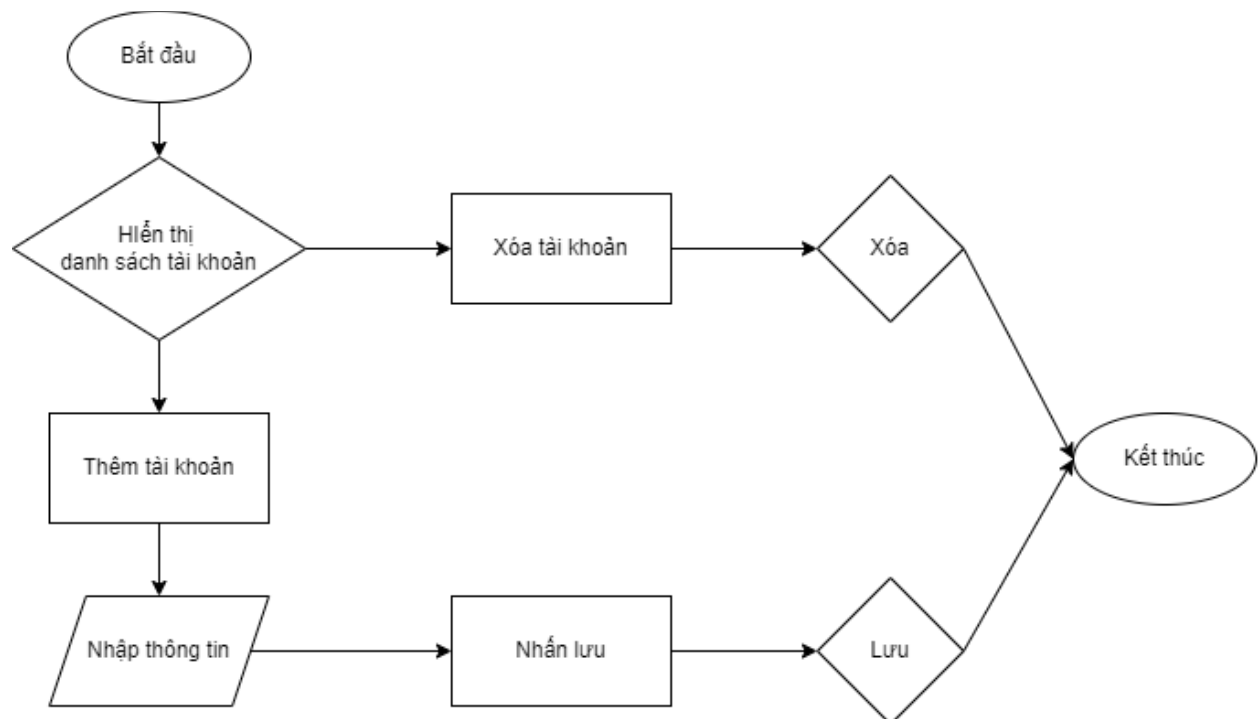 Bắt đầu
HIển thị
danh sách tài khoản
Xóa tài khoản
Xóa
Thêm tài khoản
Kết thúc
Nhập thông tin
Nhấn lưu
Lưu